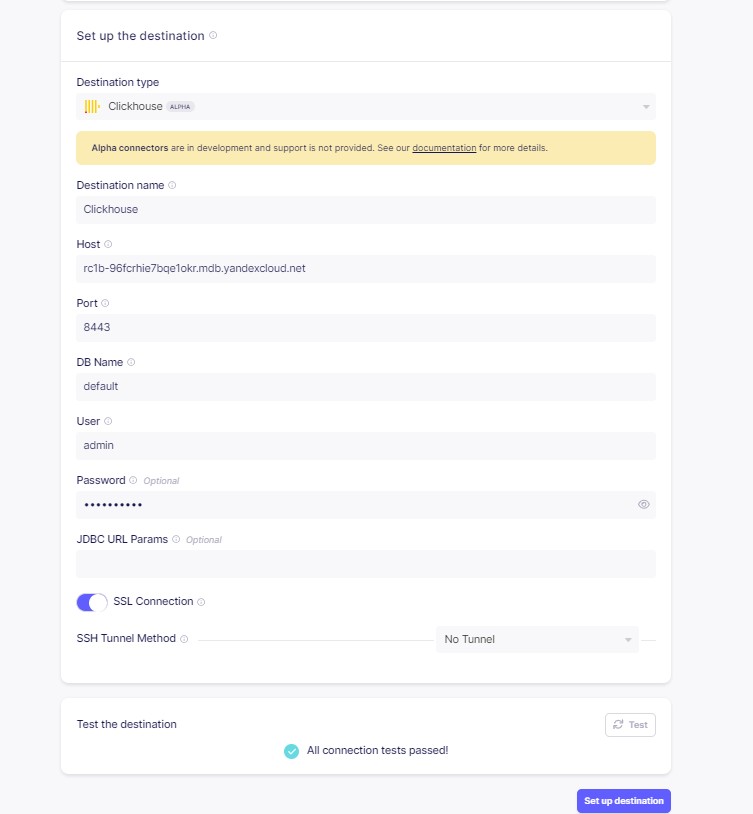 Set up the destination
Destination type
Clickhouse ALPHA
Alpha connectors are in development and support is not provided. See our documentation for more details.
Destination name
Clickhouse
Host
rc1b-96fcrhie7bqe1okr.mdb.yandexcloud.net
Port
8443
DB Name
default
User
admin
Password Optional
••••••••••
JDBC URL Params Optional
SSL Connection
SSH Tunnel Method No Tunnel
Test the destination Test
All connection tests passed!
Set up destination